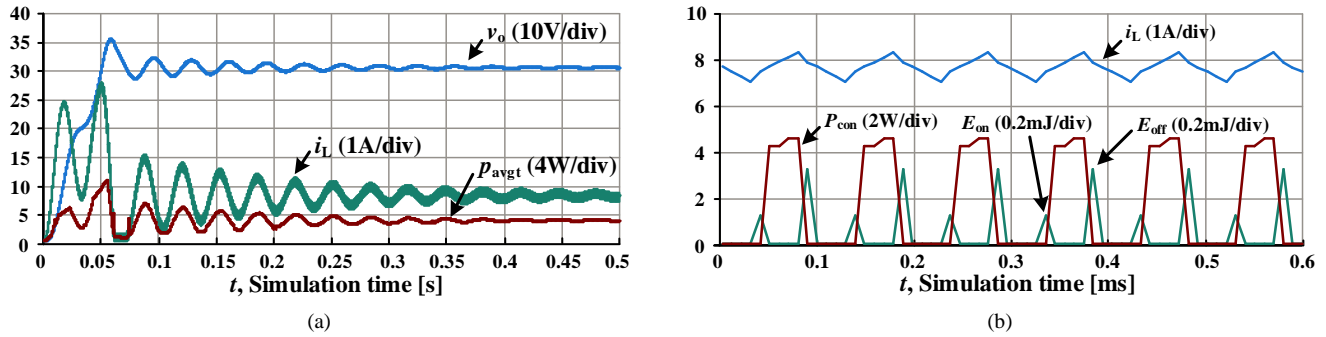 40
35
30
25
20
15
10
5
0
v_o (10V/div)
i_L (1A/div)
p_avgt (4W/div)
0 0.05 0.1 0.15 0.2 0.25 0.3 0.35 0.4 0.45 0.5
t, Simulation time [s]
(a)
10
8
6
4
2
0
i_L (1A/div)
P_con (2W/div) E_on (0.2mJ/div) E_off (0.2mJ/div)
0 0.1 0.2 0.3 0.4 0.5 0.6
t, Simulation time [ms]
(b)